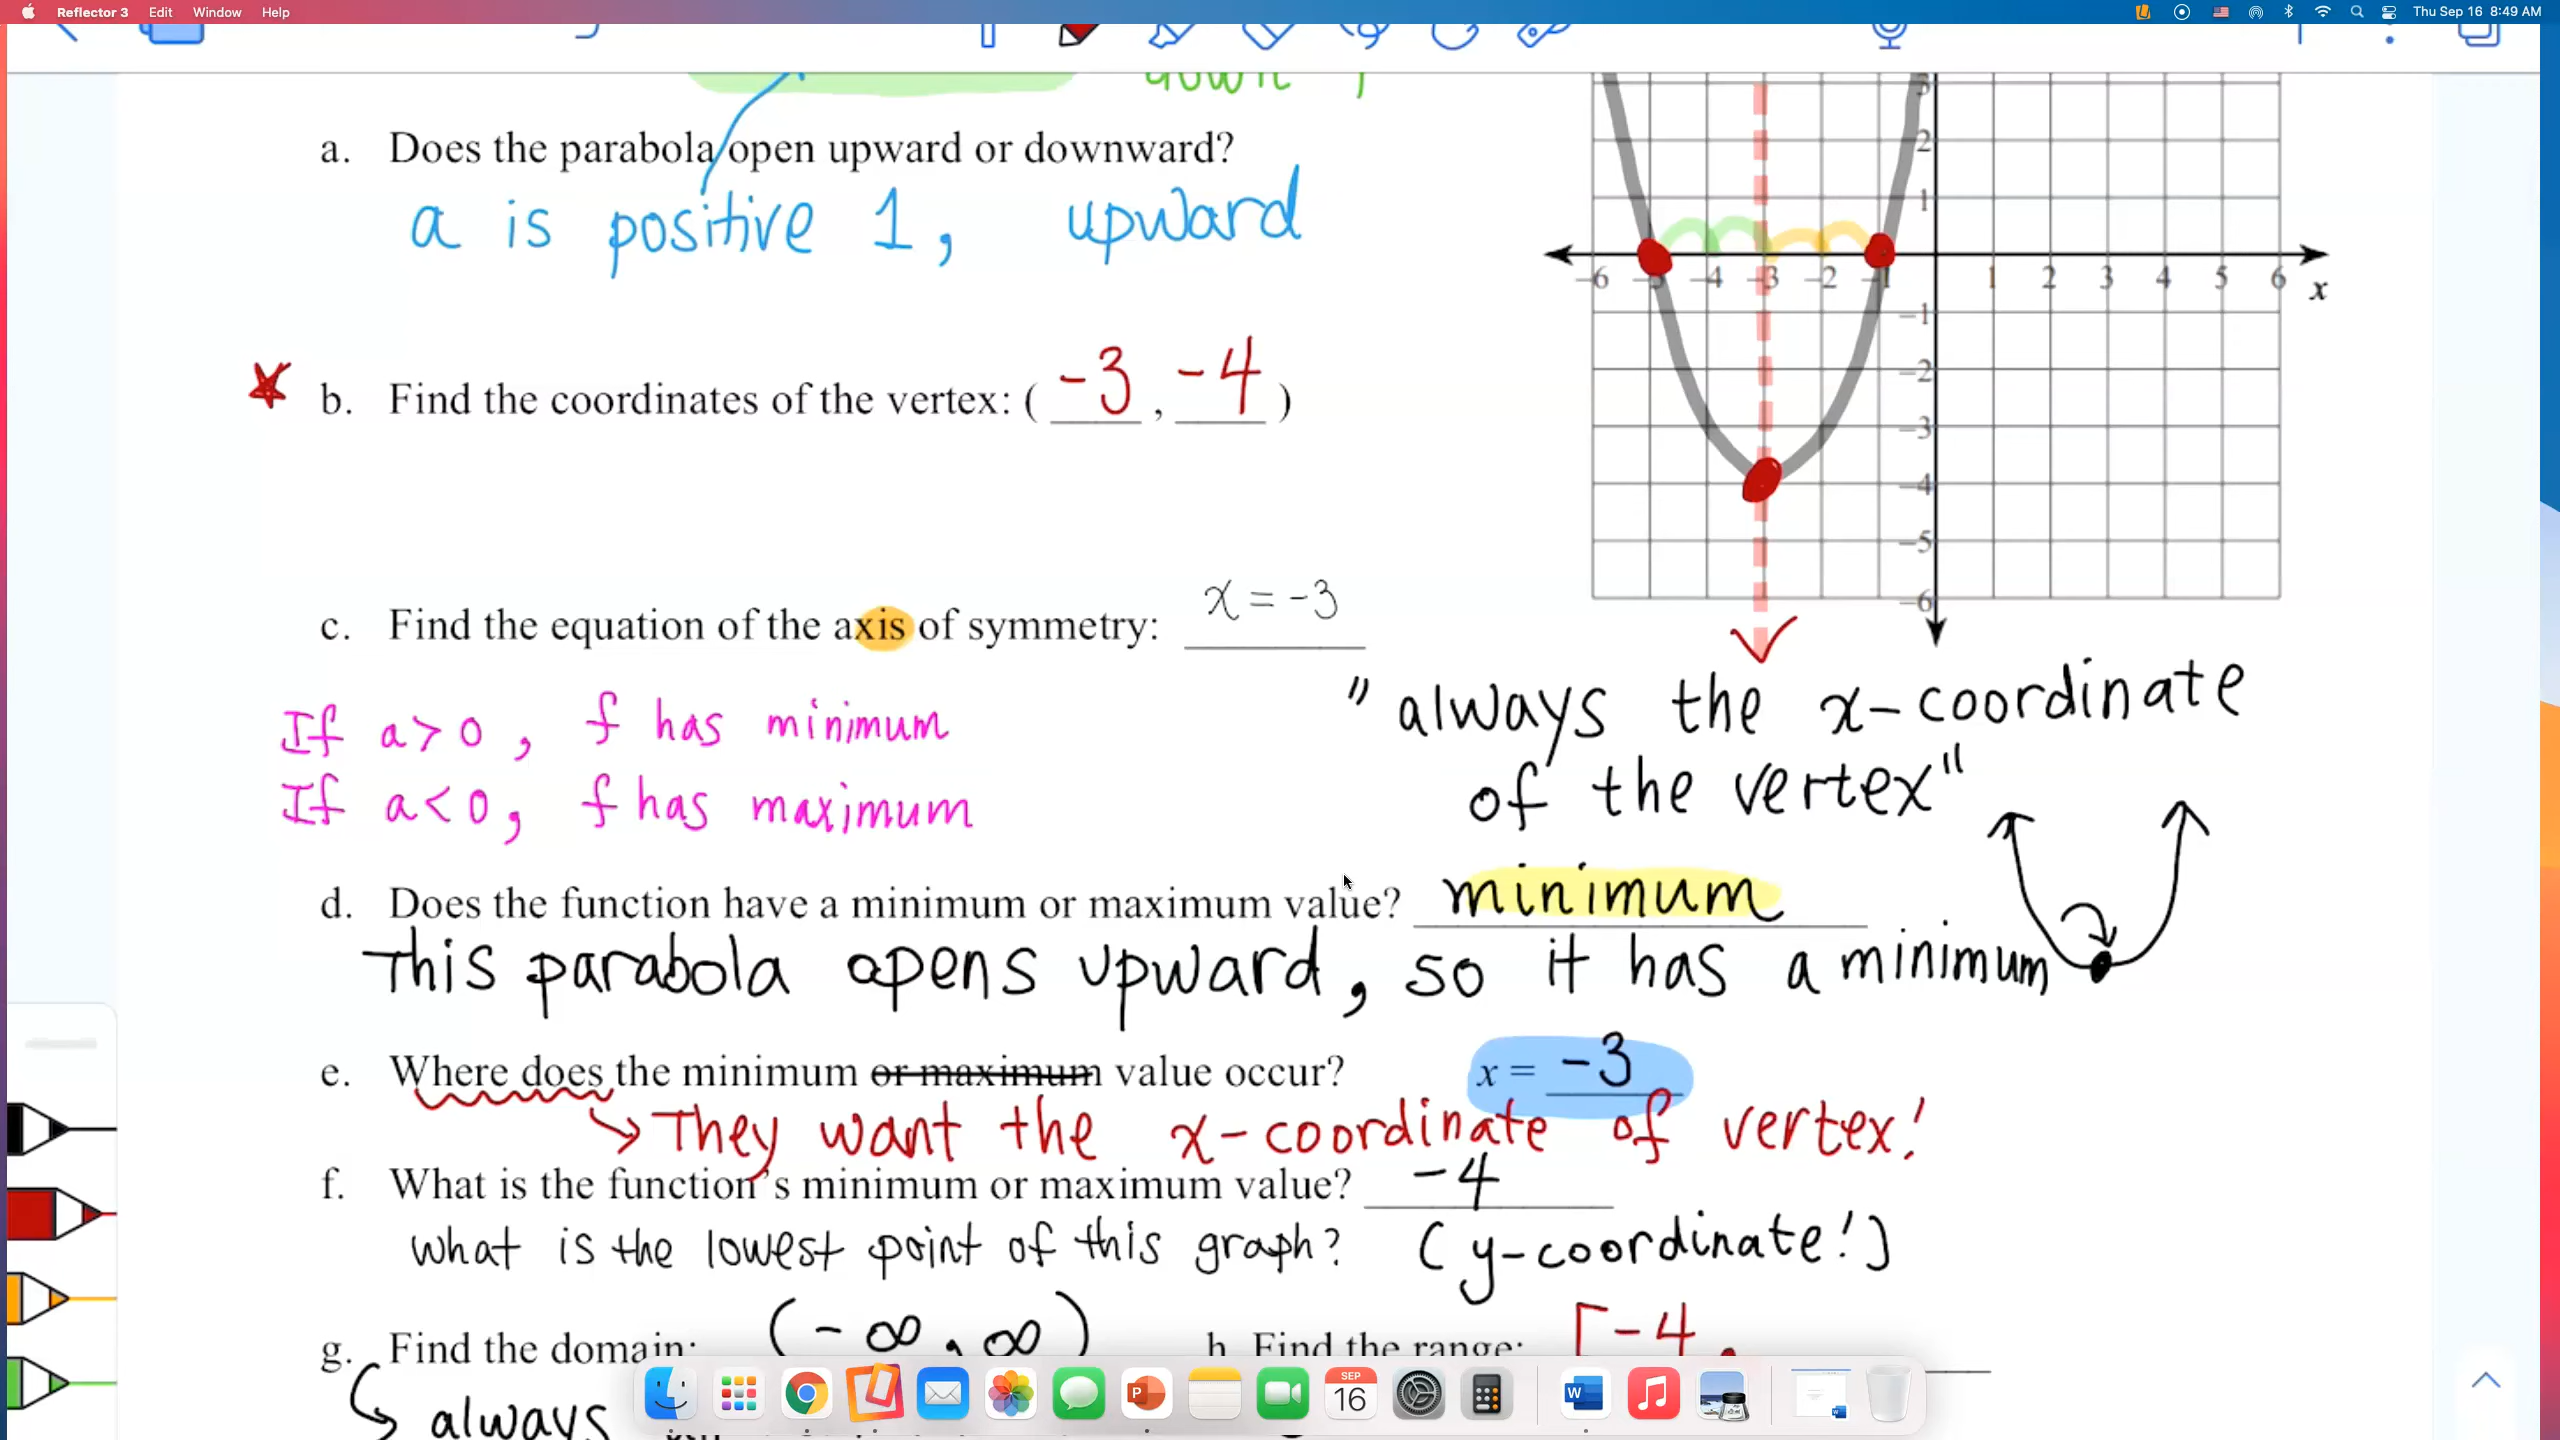 Reflector 3 Edit Window Help Thu Sep 16 8:49 AM
a. Does the parabola open upward or downward?
a is positive 1, upward
b. Find the coordinates of the vertex: ( -3 , -4 )
c. Find the equation of the axis of symmetry: x = -3
"always the x-coordinate
of the vertex"
If a > 0, f has minimum
If a < 0, f has maximum
d. Does the function have a minimum or maximum value? minimum
This parabola opens upward, so it has a minimum
e. Where does the minimum or maximum value occur? x = -3
They want the x-coordinate of vertex!
f. What is the function's minimum or maximum value? -4
what is the lowest point of this graph? (y-coordinate!)
g. Find the domain: (-∞, ∞) h. Find the range: [-4,
always
3
2
1
-6 -4 -3 -2 -1 1 2 3 4 5 6 x
-1
-2
-3
-4
-5
-6
SEP
16
P
W